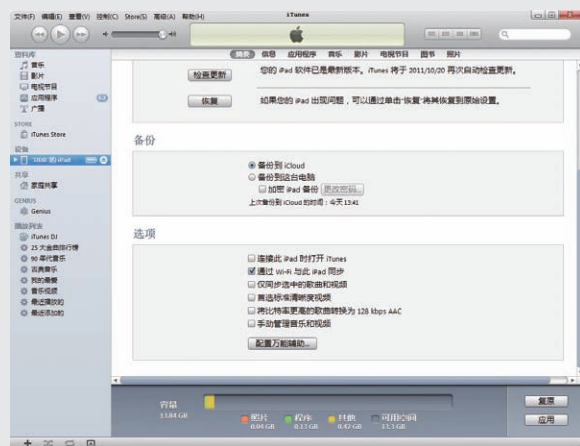 文件(F) 编辑(E) 查看(V) 控制(C) Store(S) 高级(A) 帮助(H)
iTunes
资料库
音乐
影片
电视节目
应用程序
广播
STORE
iTunes Store
设备
的 iPad
共享
家庭共享
GENIUS
Genius
播放列表
iTunes DJ
25 大金曲排行榜
90 年代音乐
古典音乐
我的最爱
音乐视频
最近播放的
最近添加的
摘要 信息 应用程序 音乐 影片 电视节目 图书 照片
检查更新
您的 iPad 软件已是最新版本。iTunes 将于 2011/10/20 再次自动检查更新。
恢复
如果您的 iPad 出现问题，可以通过单击“恢复”将其恢复到原始设置。
备份
备份到 iCloud
备份到这台电脑
加密 iPad 备份 更改密码...
上次备份到 iCloud 的时间：今天 13:41
选项
连接此 iPad 时打开 iTunes
通过 Wi-Fi 与此 iPad 同步
仅同步选中的歌曲和视频
首选标准清晰度视频
将比特率更高的歌曲转换为 128 kbps AAC
手动管理音乐和视频
配置万能辅助...
容量
13.84 GB
照片
0.04 GB
程序
0.13 GB
其他
0.42 GB
可用空间
13.3 GB
复原
应用